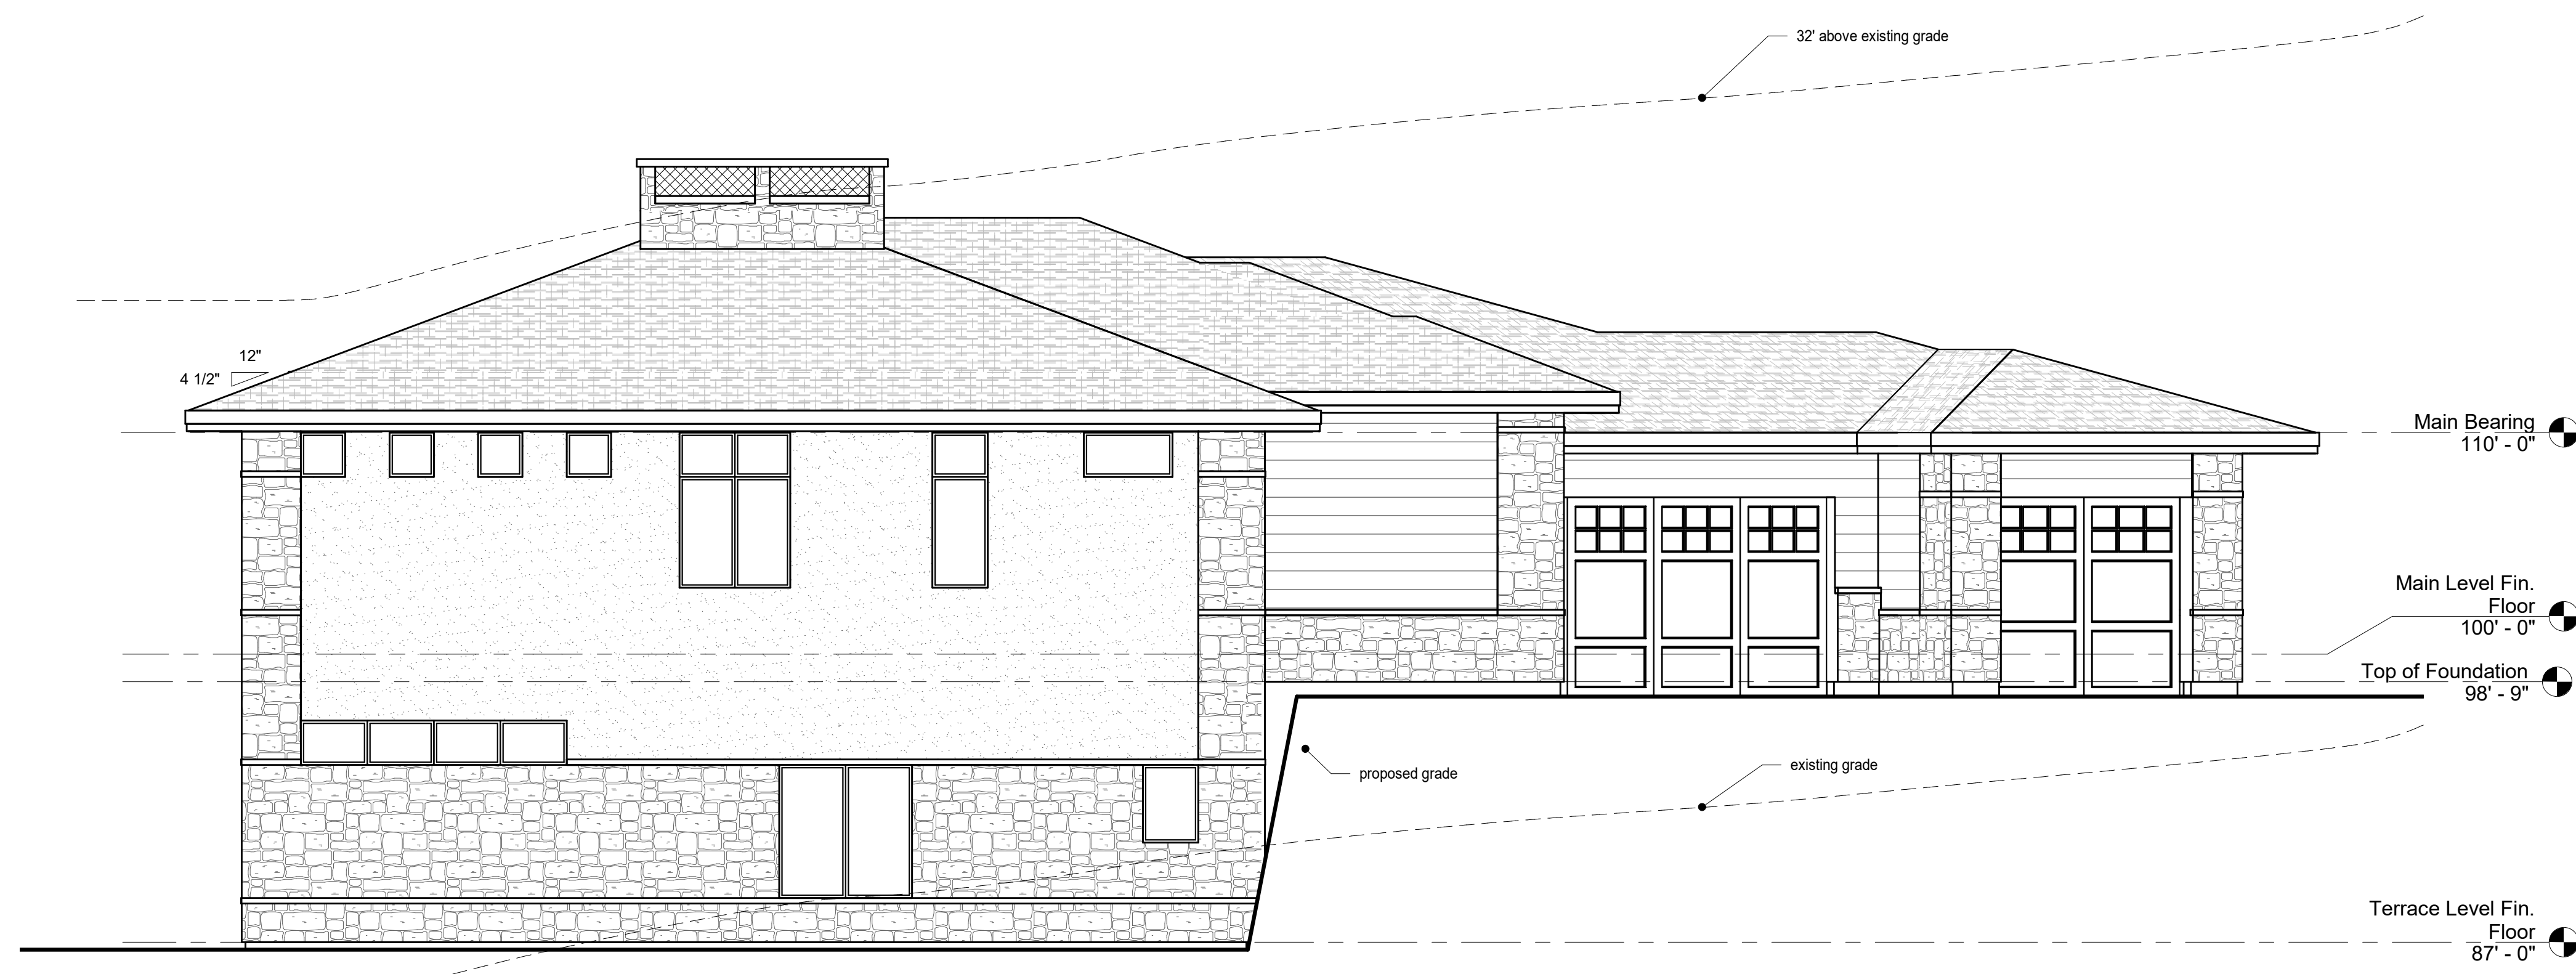 32' above existing grade
12"
4 1/2"
Main Bearing
110' - 0"
Main Level Fin.
Floor
100' - 0"
Top of Foundation
98' - 9"
existing grade
proposed grade
Terrace Level Fin.
Floor
87' - 0"